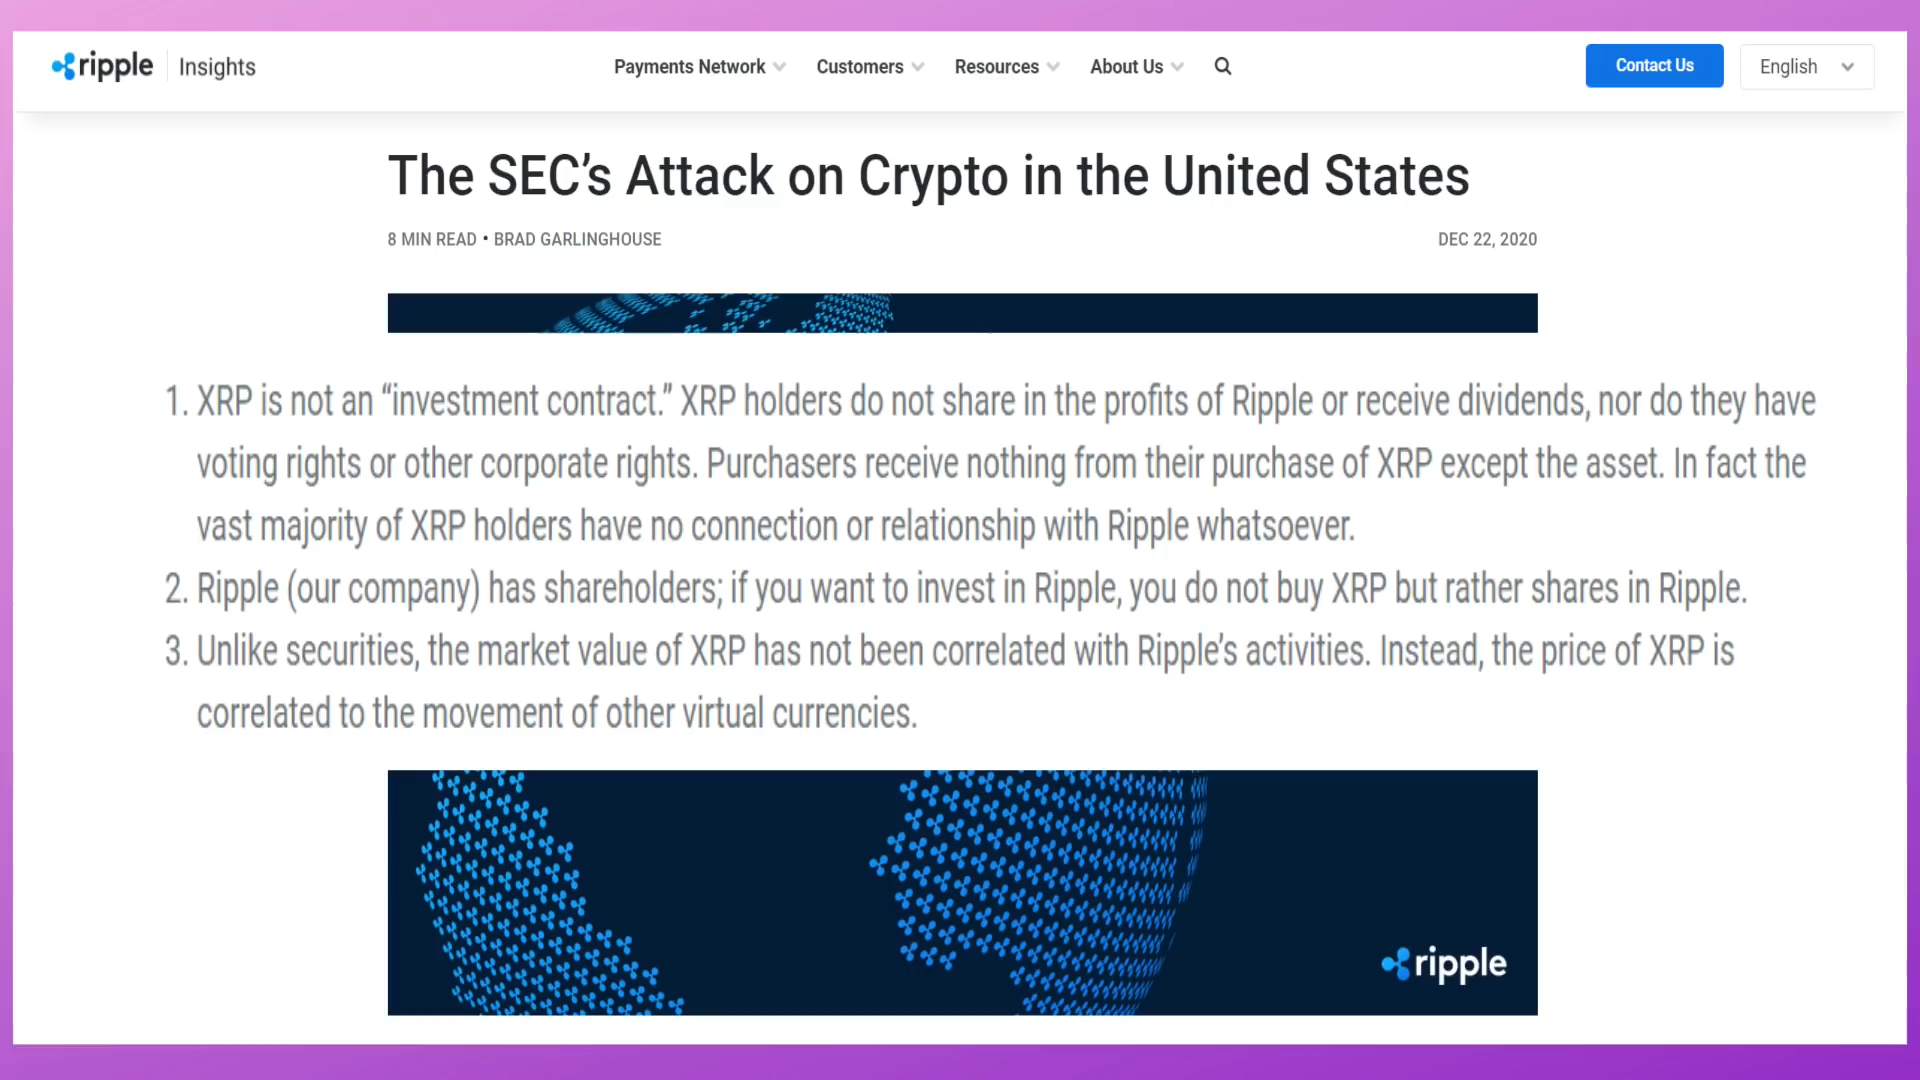 ripple Insights Payments Network Customers Resources About Us Contact Us English
The SEC’s Attack on Crypto in the United States
8 MIN READ • BRAD GARLINGHOUSE DEC 22, 2020
1. XRP is not an “investment contract.” XRP holders do not share in the profits of Ripple or receive dividends, nor do they have
voting rights or other corporate rights. Purchasers receive nothing from their purchase of XRP except the asset. In fact the
vast majority of XRP holders have no connection or relationship with Ripple whatsoever.
2. Ripple (our company) has shareholders; if you want to invest in Ripple, you do not buy XRP but rather shares in Ripple.
3. Unlike securities, the market value of XRP has not been correlated with Ripple’s activities. Instead, the price of XRP is
correlated to the movement of other virtual currencies.
ripple